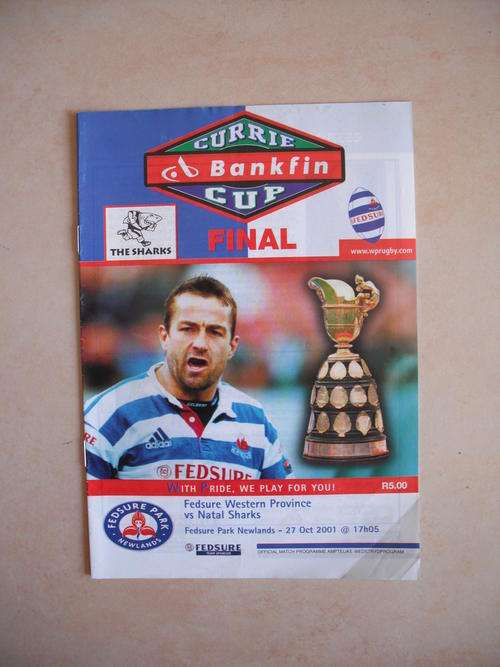 CURRIE
Bankfin
CUP
THE SHARKS
FINAL
FEDSURE
www.wprugby.com
adidas
FEDSURE
WITH PRIDE, WE PLAY FOR YOU!
R5.00
Fedsure Western Province
vs Natal Sharks
Fedsure Park Newlands - 27 Oct 2001 @ 17h05
FEDSURE PARK
NEWLANDS
FEDSURE
OFFICIAL MATCH PROGRAMME AMPTELIKE WEDSTRYDPROGRAM